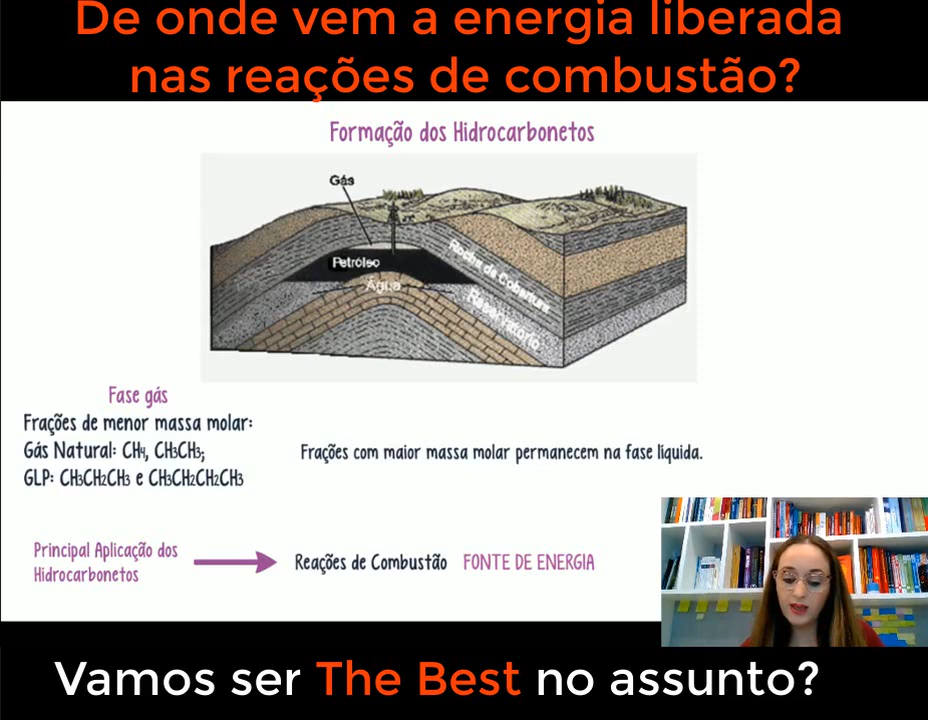 De onde vem a energia liberada
nas reações de combustão?
Formação dos Hidrocarbonetos
Gás
Petróleo
Água
Rocha de Cobertura
Reservatório
Fase gás
Frações de menor massa molar:
Gás Natural: CH₄, CH₃CH₃;
GLP: CH₃CH₂CH₃ e CH₃CH₂CH₂CH₃
Frações com maior massa molar permanecem na fase líquida.
Principal Aplicação dos
Hidrocarbonetos
Reações de Combustão FONTE DE ENERGIA
Vamos ser The Best no assunto?